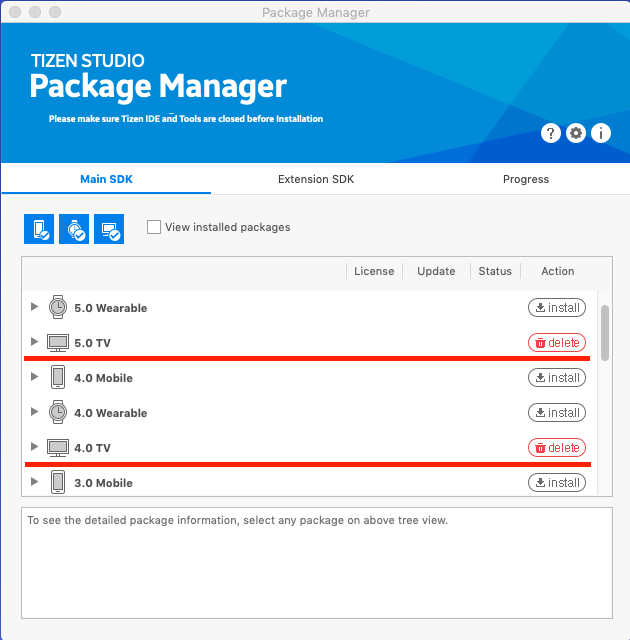 Package Manager
TIZEN STUDIO
Package Manager
Please make sure Tizen IDE and Tools are closed before installation
?
i
Main SDK Extension SDK Progress
View installed packages
License Update Status Action
5.0 Wearable install
5.0 TV delete
4.0 Mobile install
4.0 Wearable install
4.0 TV delete
3.0 Mobile install
To see the detailed package information, select any package on above tree view.